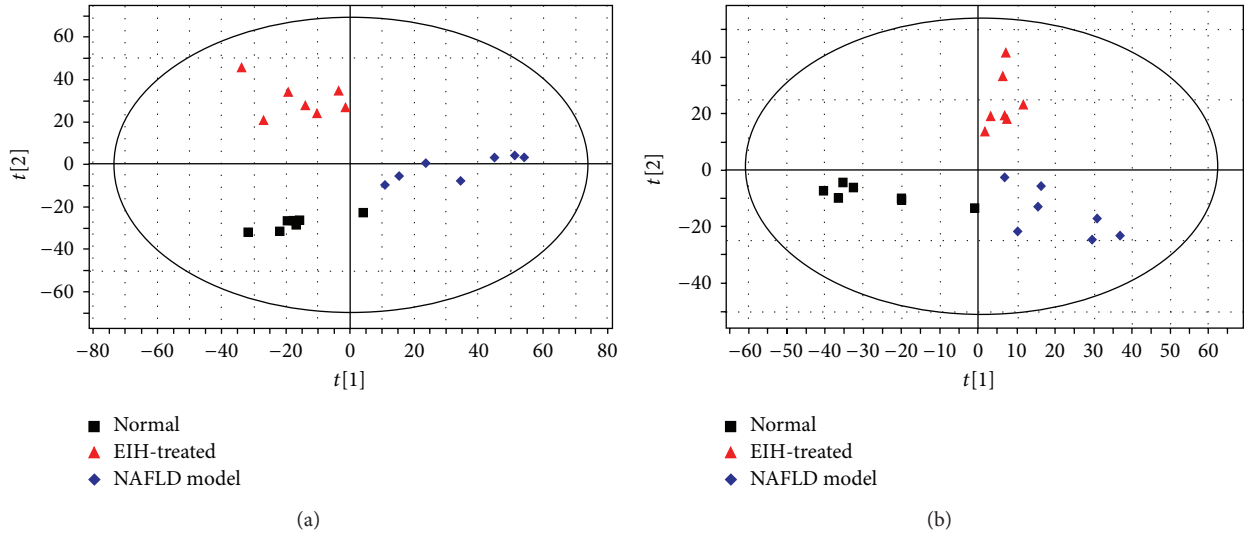 60
40
20
0
−20
−40
−60
t[2]
−80 −60 −40 −20 0 20 40 60 80
t[1]
Normal
EIH-treated
NAFLD model
(a)
40
20
0
−20
−40
t[2]
−60 −50 −40 −30 −20 −10 0 10 20 30 40 50 60
t[1]
Normal
EIH-treated
NAFLD model
(b)